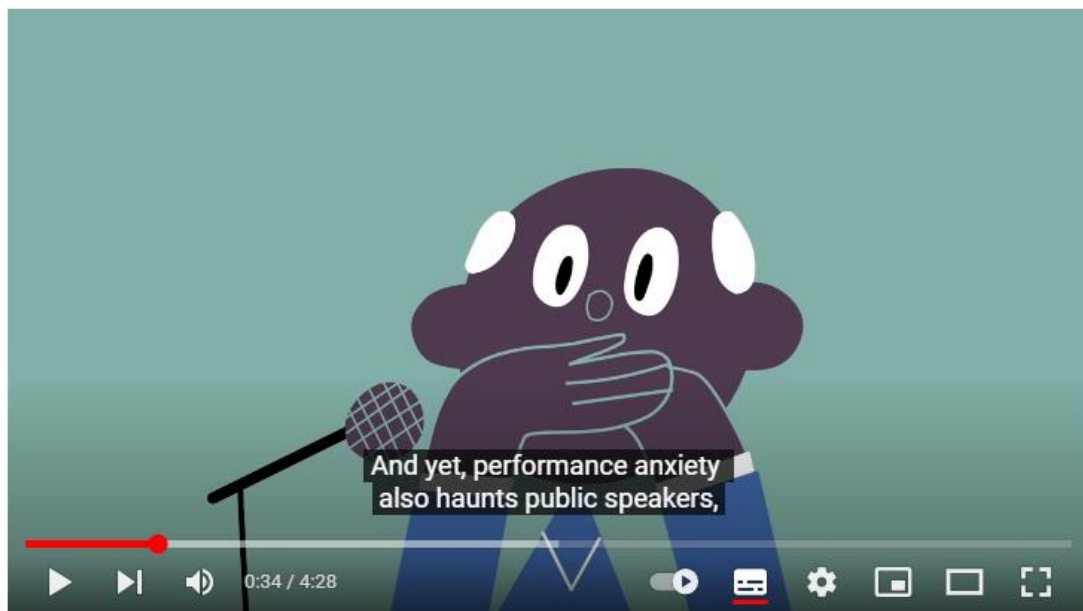 And yet, performance anxiety
also haunts public speakers,
0:34 / 4:28